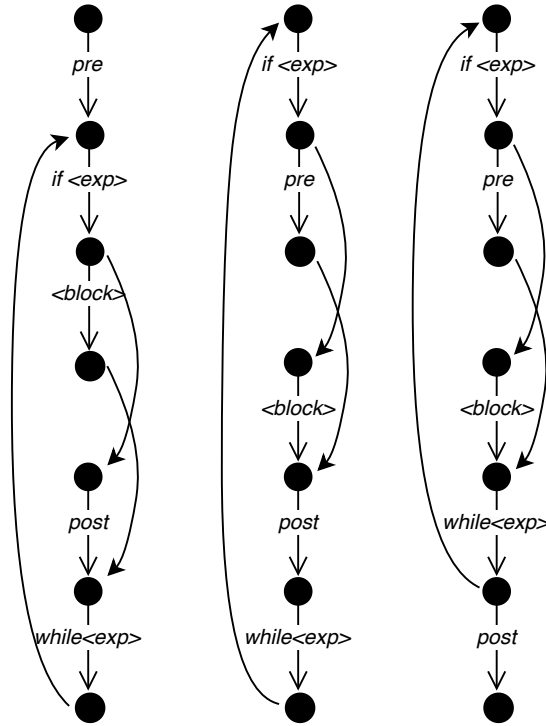 pre
if <exp>
<block>
post
while<exp>
if <exp>
pre
<block>
post
while<exp>
if <exp>
pre
<block>
while<exp>
post